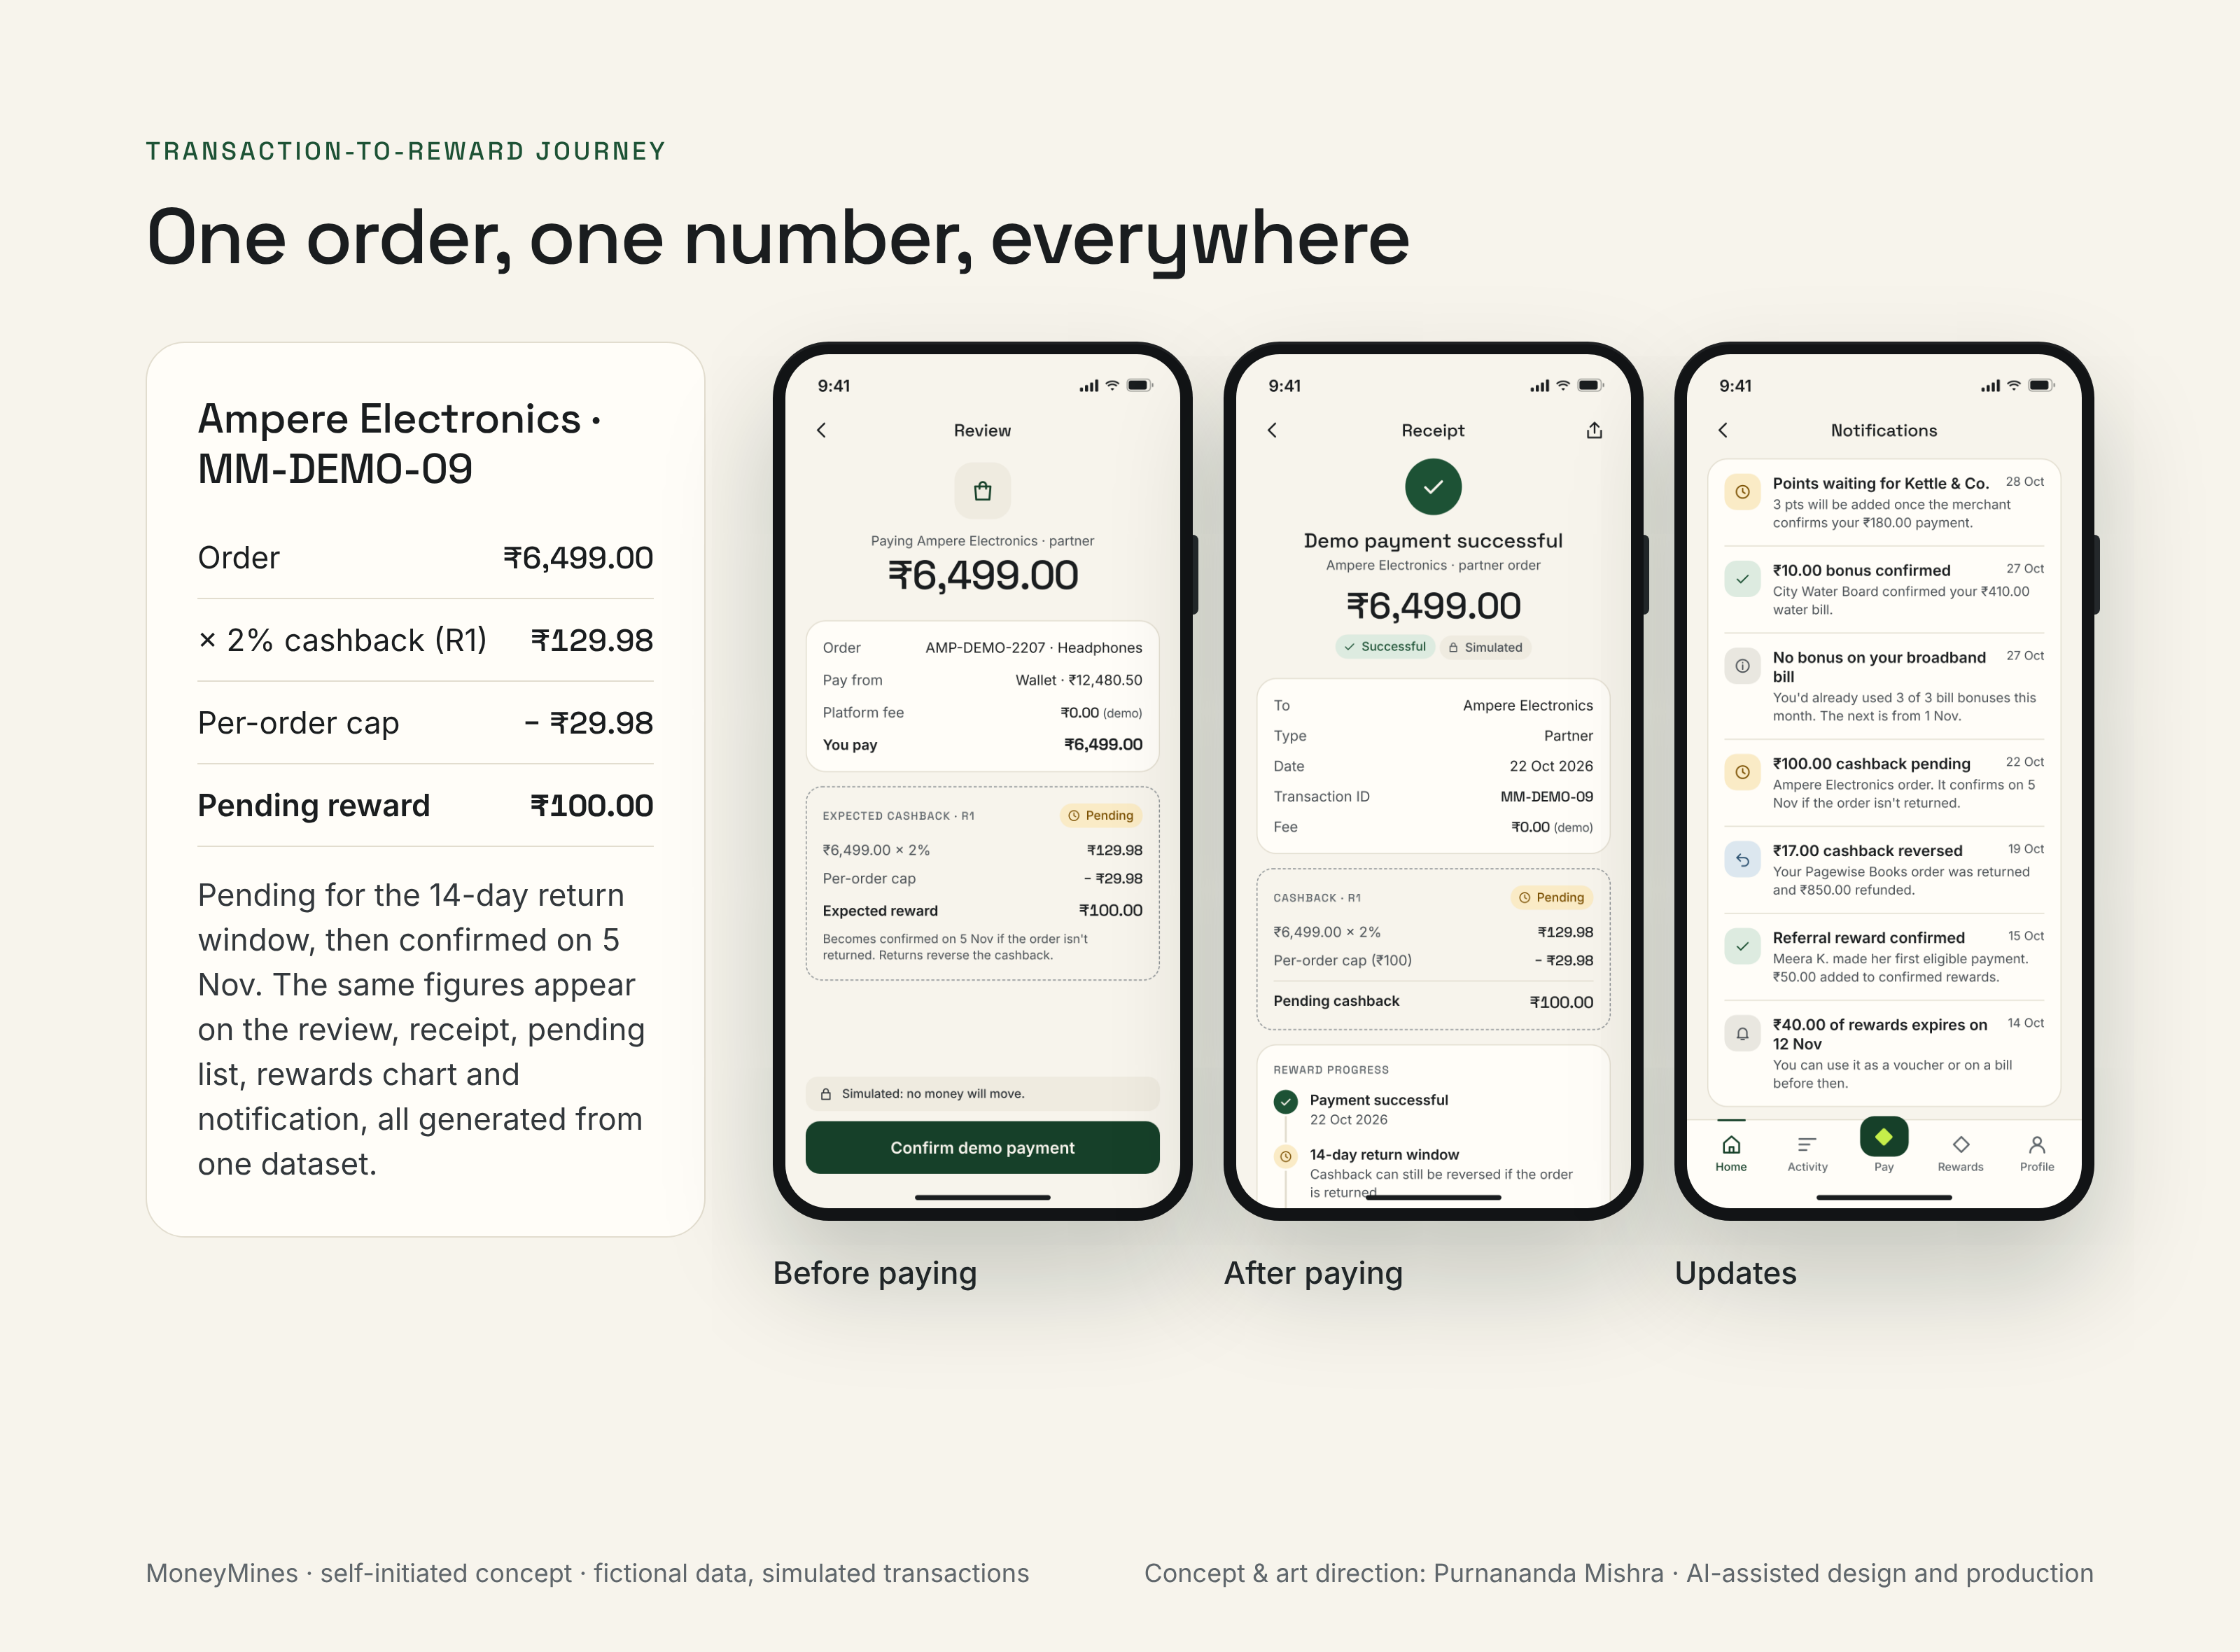 TRANSACTION-TO-REWARD JOURNEY
One order, one number, everywhere
Ampere Electronics ·
MM-DEMO-09
Order ₹6,499.00
× 2% cashback (R1) ₹129.98
Per-order cap − ₹29.98
Pending reward ₹100.00
Pending for the 14-day return
window, then confirmed on 5
Nov. The same figures appear
on the review, receipt, pending
list, rewards chart and
notification, all generated from
one dataset.
9:41
Review
Paying Ampere Electronics · partner
₹6,499.00
Order AMP-DEMO-2207 · Headphones
Pay from Wallet · ₹12,480.50
Platform fee ₹0.00 (demo)
You pay ₹6,499.00
EXPECTED CASHBACK · R1 Pending
₹6,499.00 × 2% ₹129.98
Per-order cap − ₹29.98
Expected reward ₹100.00
Becomes confirmed on 5 Nov if the order isn't
returned. Returns reverse the cashback.
Simulated: no money will move.
Confirm demo payment
Before paying
9:41
Receipt
Demo payment successful
Ampere Electronics · partner order
₹6,499.00
Successful Simulated
To Ampere Electronics
Type Partner
Date 22 Oct 2026
Transaction ID MM-DEMO-09
Fee ₹0.00 (demo)
CASHBACK · R1 Pending
₹6,499.00 × 2% ₹129.98
Per-order cap (₹100) − ₹29.98
Pending cashback ₹100.00
REWARD PROGRESS
Payment successful
22 Oct 2026
14-day return window
Cashback can still be reversed if the order
is returned
After paying
9:41
Notifications
Points waiting for Kettle & Co. 28 Oct
3 pts will be added once the merchant
confirms your ₹180.00 payment.
₹10.00 bonus confirmed 27 Oct
City Water Board confirmed your ₹410.00
water bill.
No bonus on your broadband 27 Oct
bill
You'd already used 3 of 3 bill bonuses this
month. The next is from 1 Nov.
₹100.00 cashback pending 22 Oct
Ampere Electronics order. It confirms on 5
Nov if the order isn't returned.
₹17.00 cashback reversed 19 Oct
Your Pagewise Books order was returned
and ₹850.00 refunded.
Referral reward confirmed 15 Oct
Meera K. made her first eligible payment.
₹50.00 added to confirmed rewards.
₹40.00 of rewards expires on 14 Oct
12 Nov
You can use it as a voucher or on a bill
before then.
Home Activity Pay Rewards Profile
Updates
MoneyMines · self-initiated concept · fictional data, simulated transactions
Concept & art direction: Purnananda Mishra · AI-assisted design and production